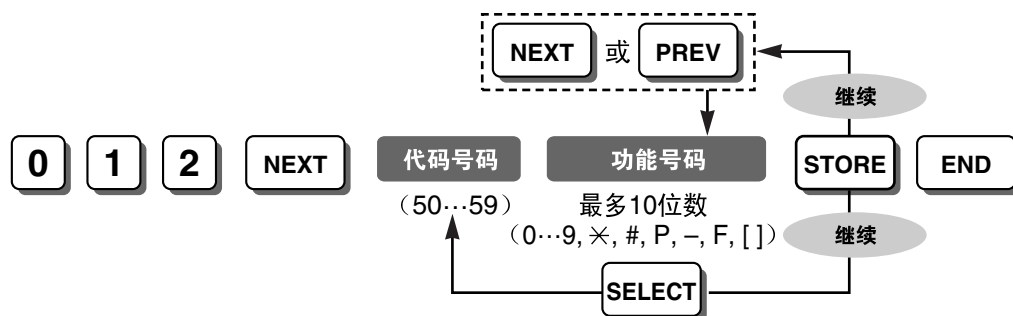 NEXT 或 PREV
继续
0 1 2 NEXT 代码号码 功能号码 STORE END
（50…59） 最多10位数
（0…9, ✳, #, P, –, F, [ ]） 继续
SELECT